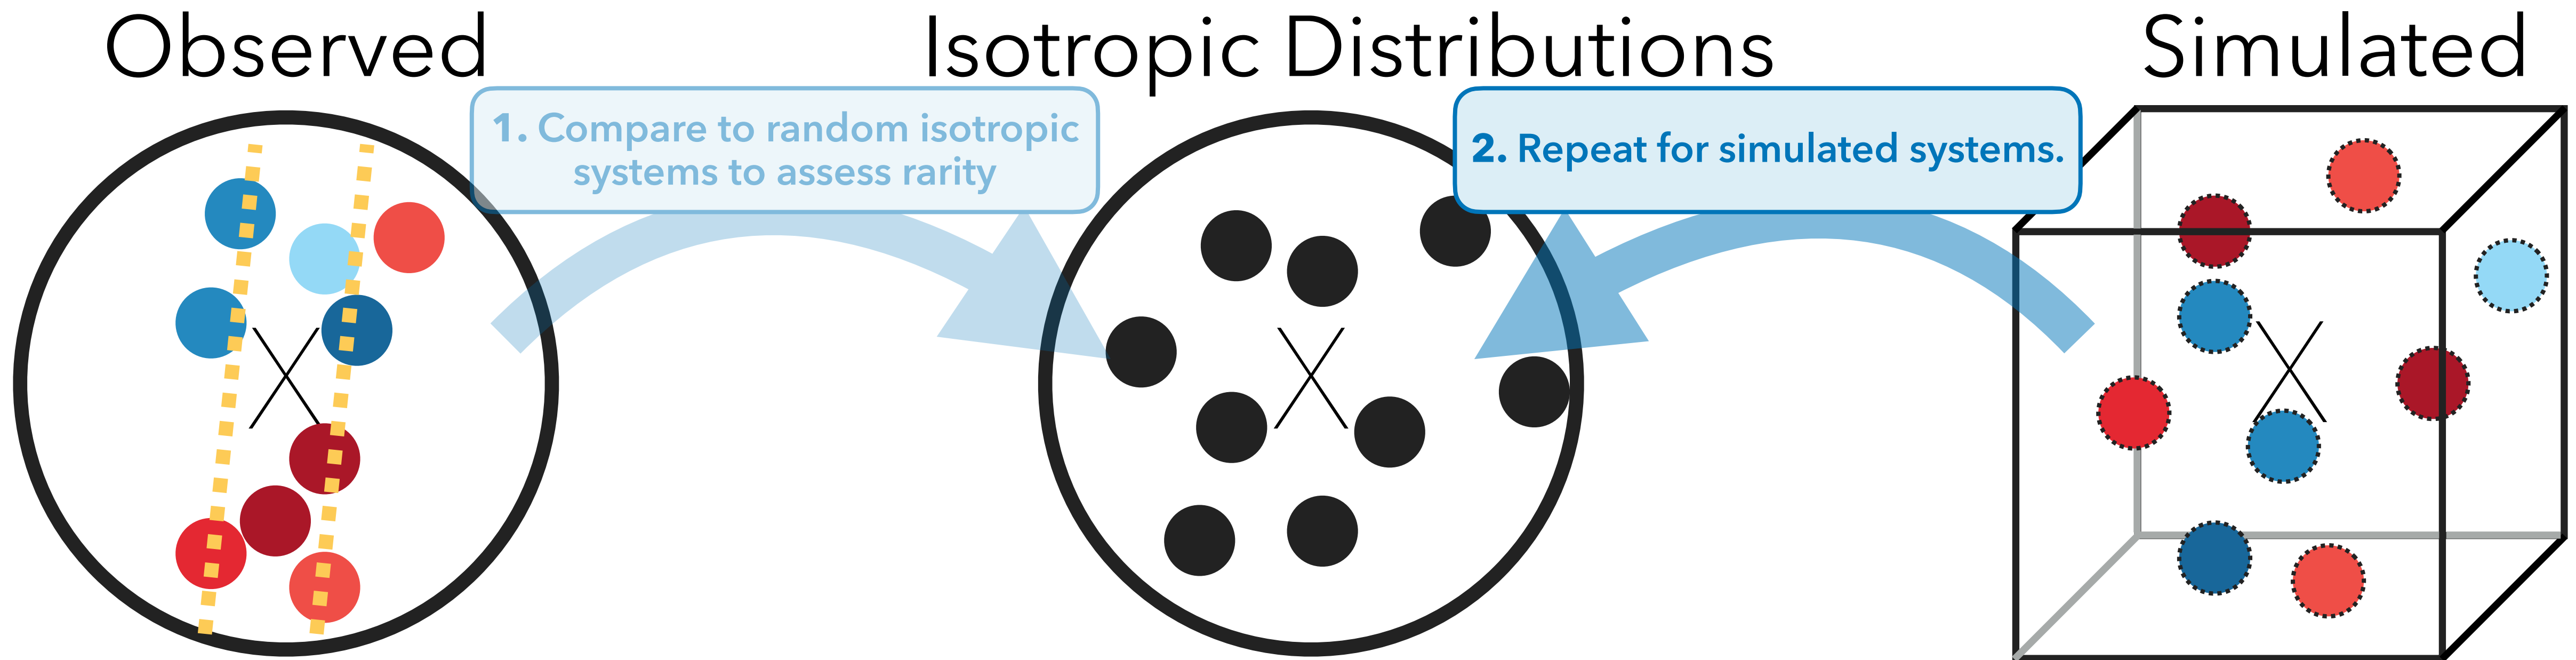 Observed
Isotropic Distributions
Simulated
1. Compare to random isotropic
systems to assess rarity
2. Repeat for simulated systems.